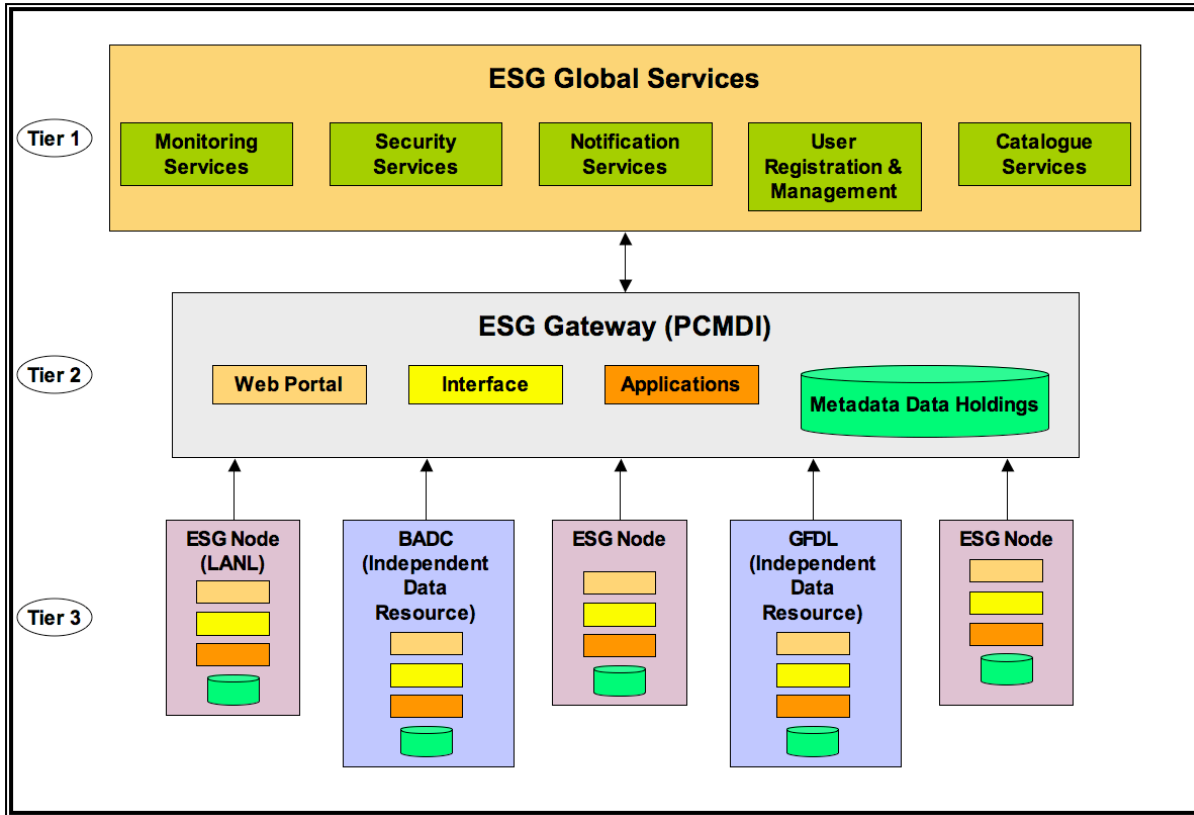 ESG Global Services
Tier 1
Monitoring
Services
Security
Services
Notification
Services
User
Registration &
Management
Catalogue
Services
ESG Gateway (PCMDI)
Tier 2
Web Portal
Interface
Applications
Metadata Data Holdings
Tier 3
ESG Node
(LANL)
BADC
(Independent
Data
Resource)
ESG Node
GFDL
(Independent
Data
Resource)
ESG Node